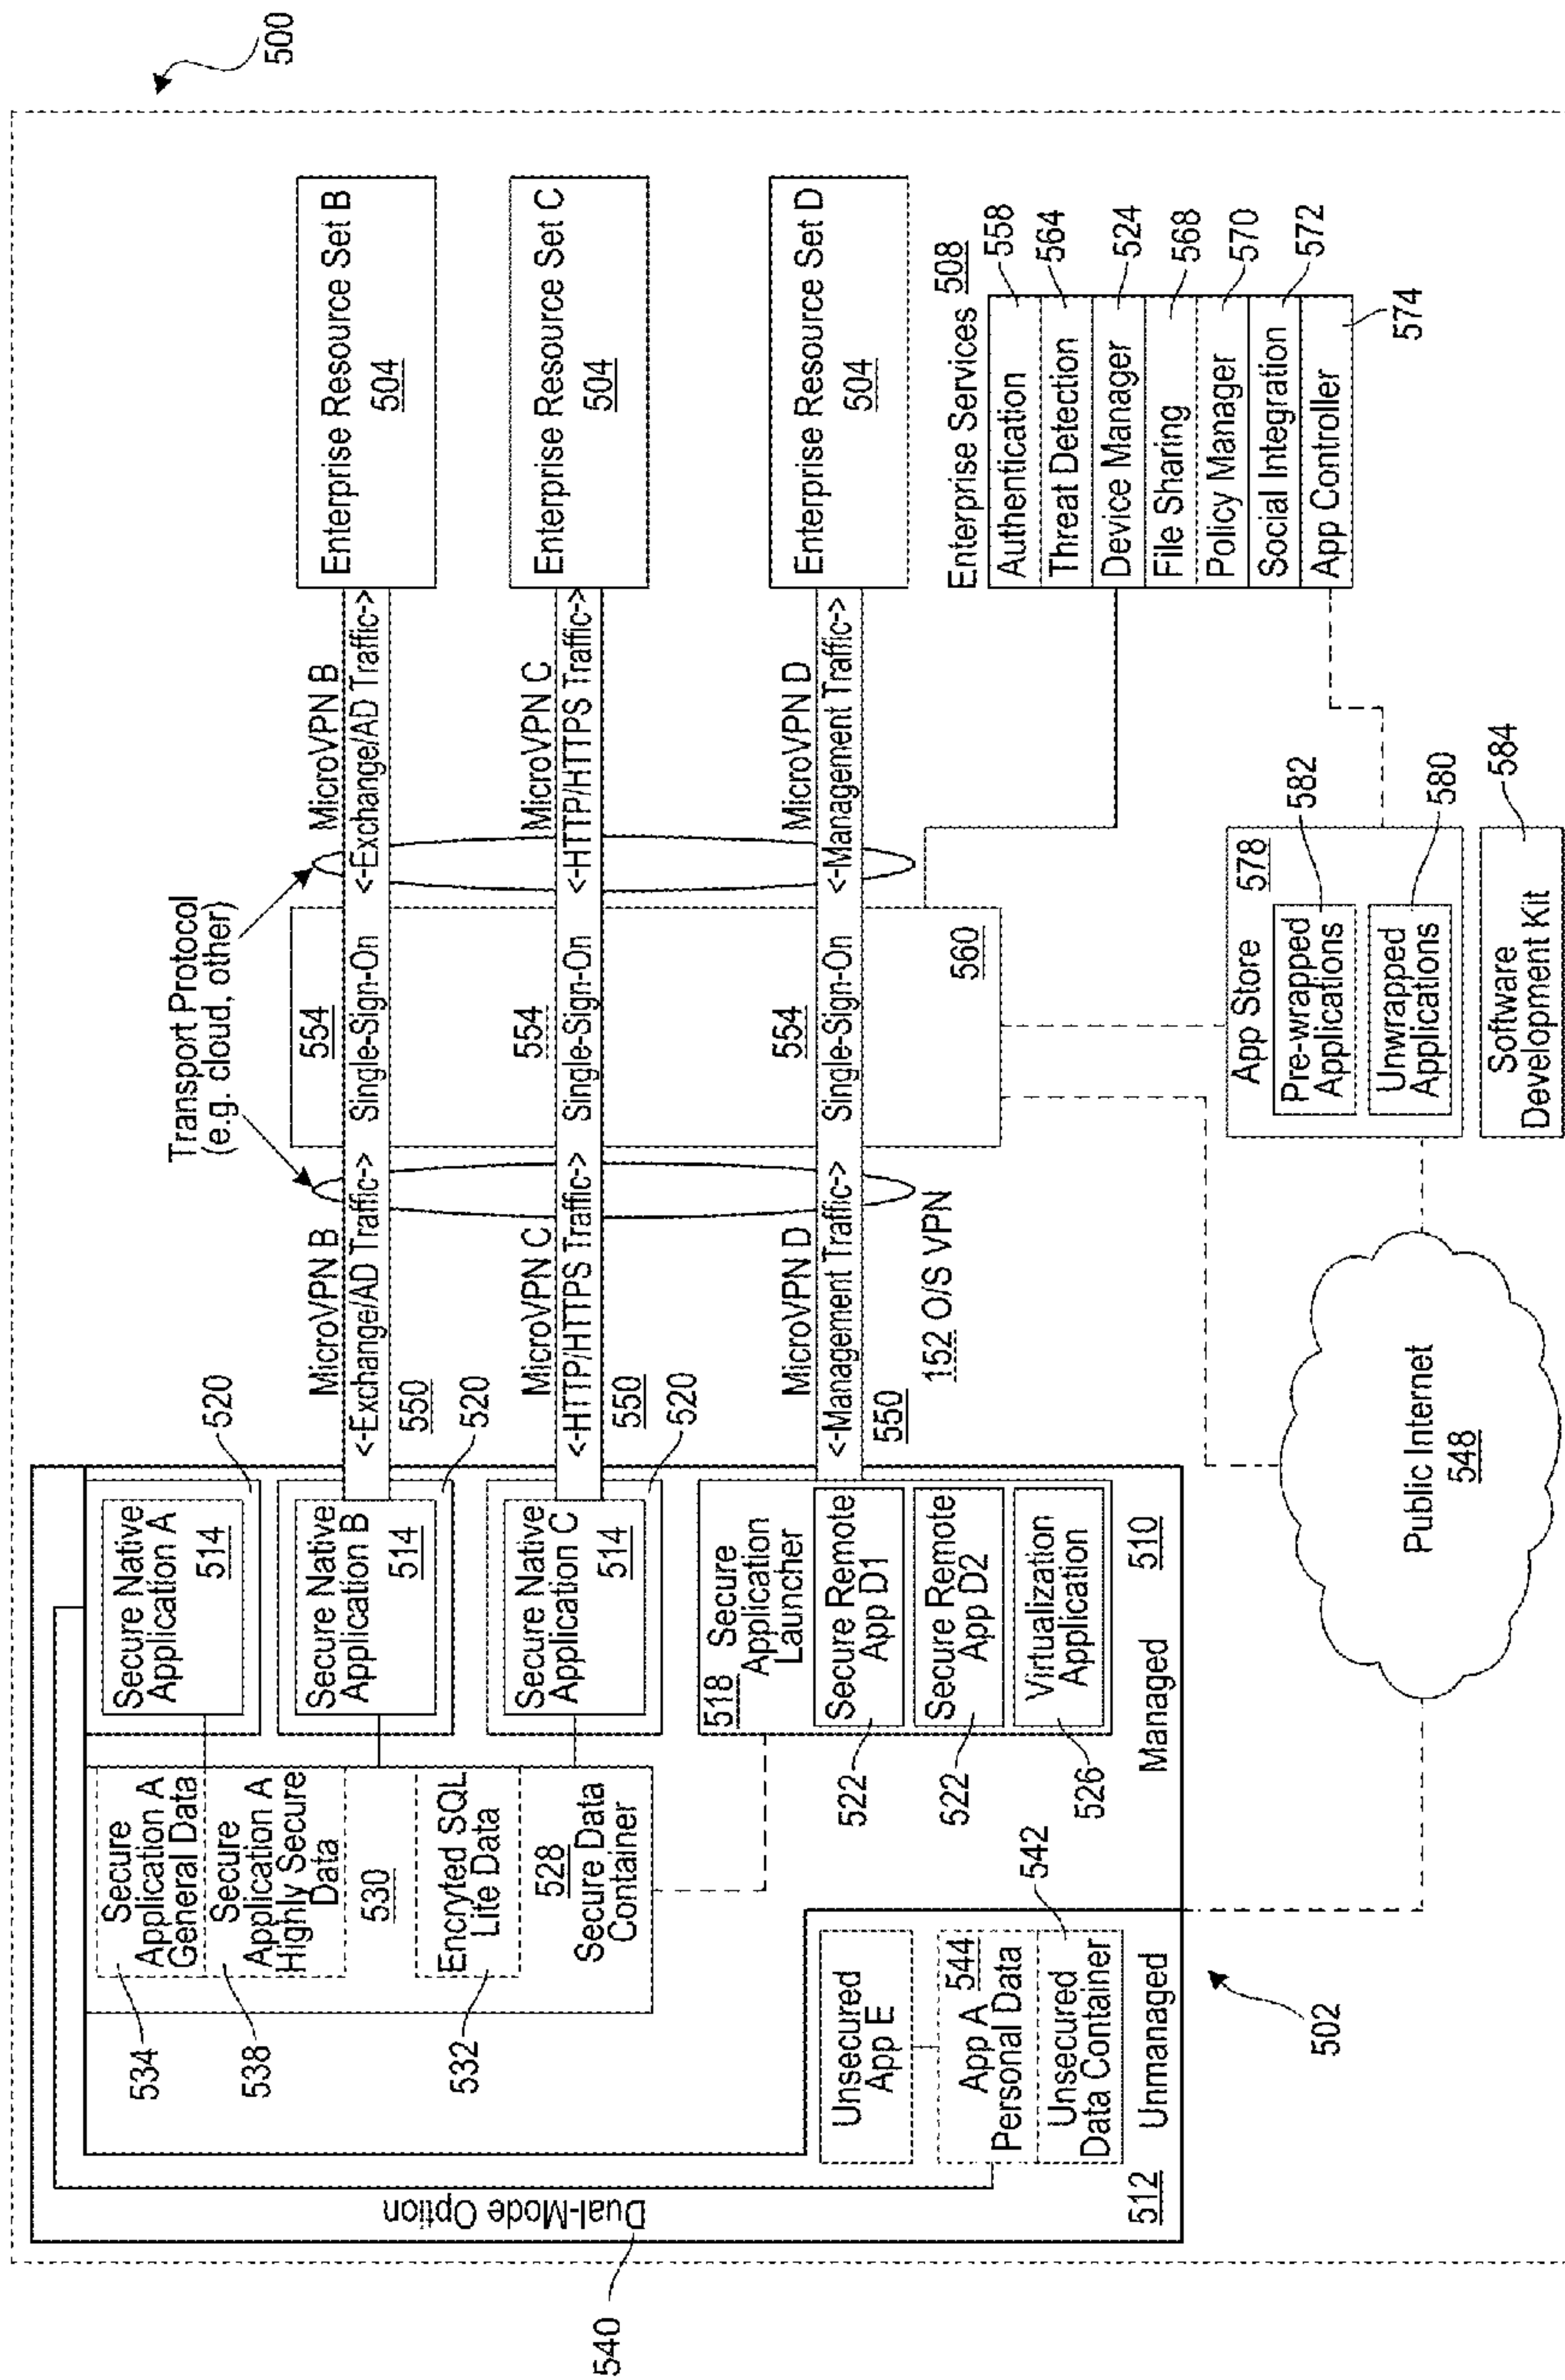 500
Dual-Mode Option
540
534
Secure
Application A
General Data
538
Secure
Application A
Highly Secure
Data
530
532
Encryted SQL
Lite Data
528
Secure Data
Container
Secure Native
Application A
514
520
Secure Native
Application B
514
520
Secure Native
Application C
514
520
518 Secure
Application
Launcher
522
Secure Remote
App D1
522
Secure Remote
App D2
526
Virtualization
Application
Managed
510
Unsecured
App E
App A 544
Personal Data
542
Unsecured
Data Container
512
Unmanaged
502
Transport Protocol
(e.g. cloud, other)
MicroVPN B
<-Exchange/AD Traffic->
550
554
Single-Sign-On
MicroVPN B
<-Exchange/AD Traffic->
Enterprise Resource Set B
504
MicroVPN C
<-HTTP/HTTPS Traffic->
550
554
Single-Sign-On
MicroVPN C
<-HTTP/HTTPS Traffic->
Enterprise Resource Set C
504
MicroVPN D
<-Management Traffic->
550
554
Single-Sign-On
MicroVPN D
<-Management Traffic->
Enterprise Resource Set D
504
152 O/S VPN
560
Enterprise Services 508
Authentication
558
Threat Detection
564
Device Manager
524
File Sharing
568
Policy Manager
570
Social Integration
572
App Controller
574
Public Internet
548
App Store 578
Pre-wrapped
Applications
582
Unwrapped
Applications
580
Software
Development Kit
584